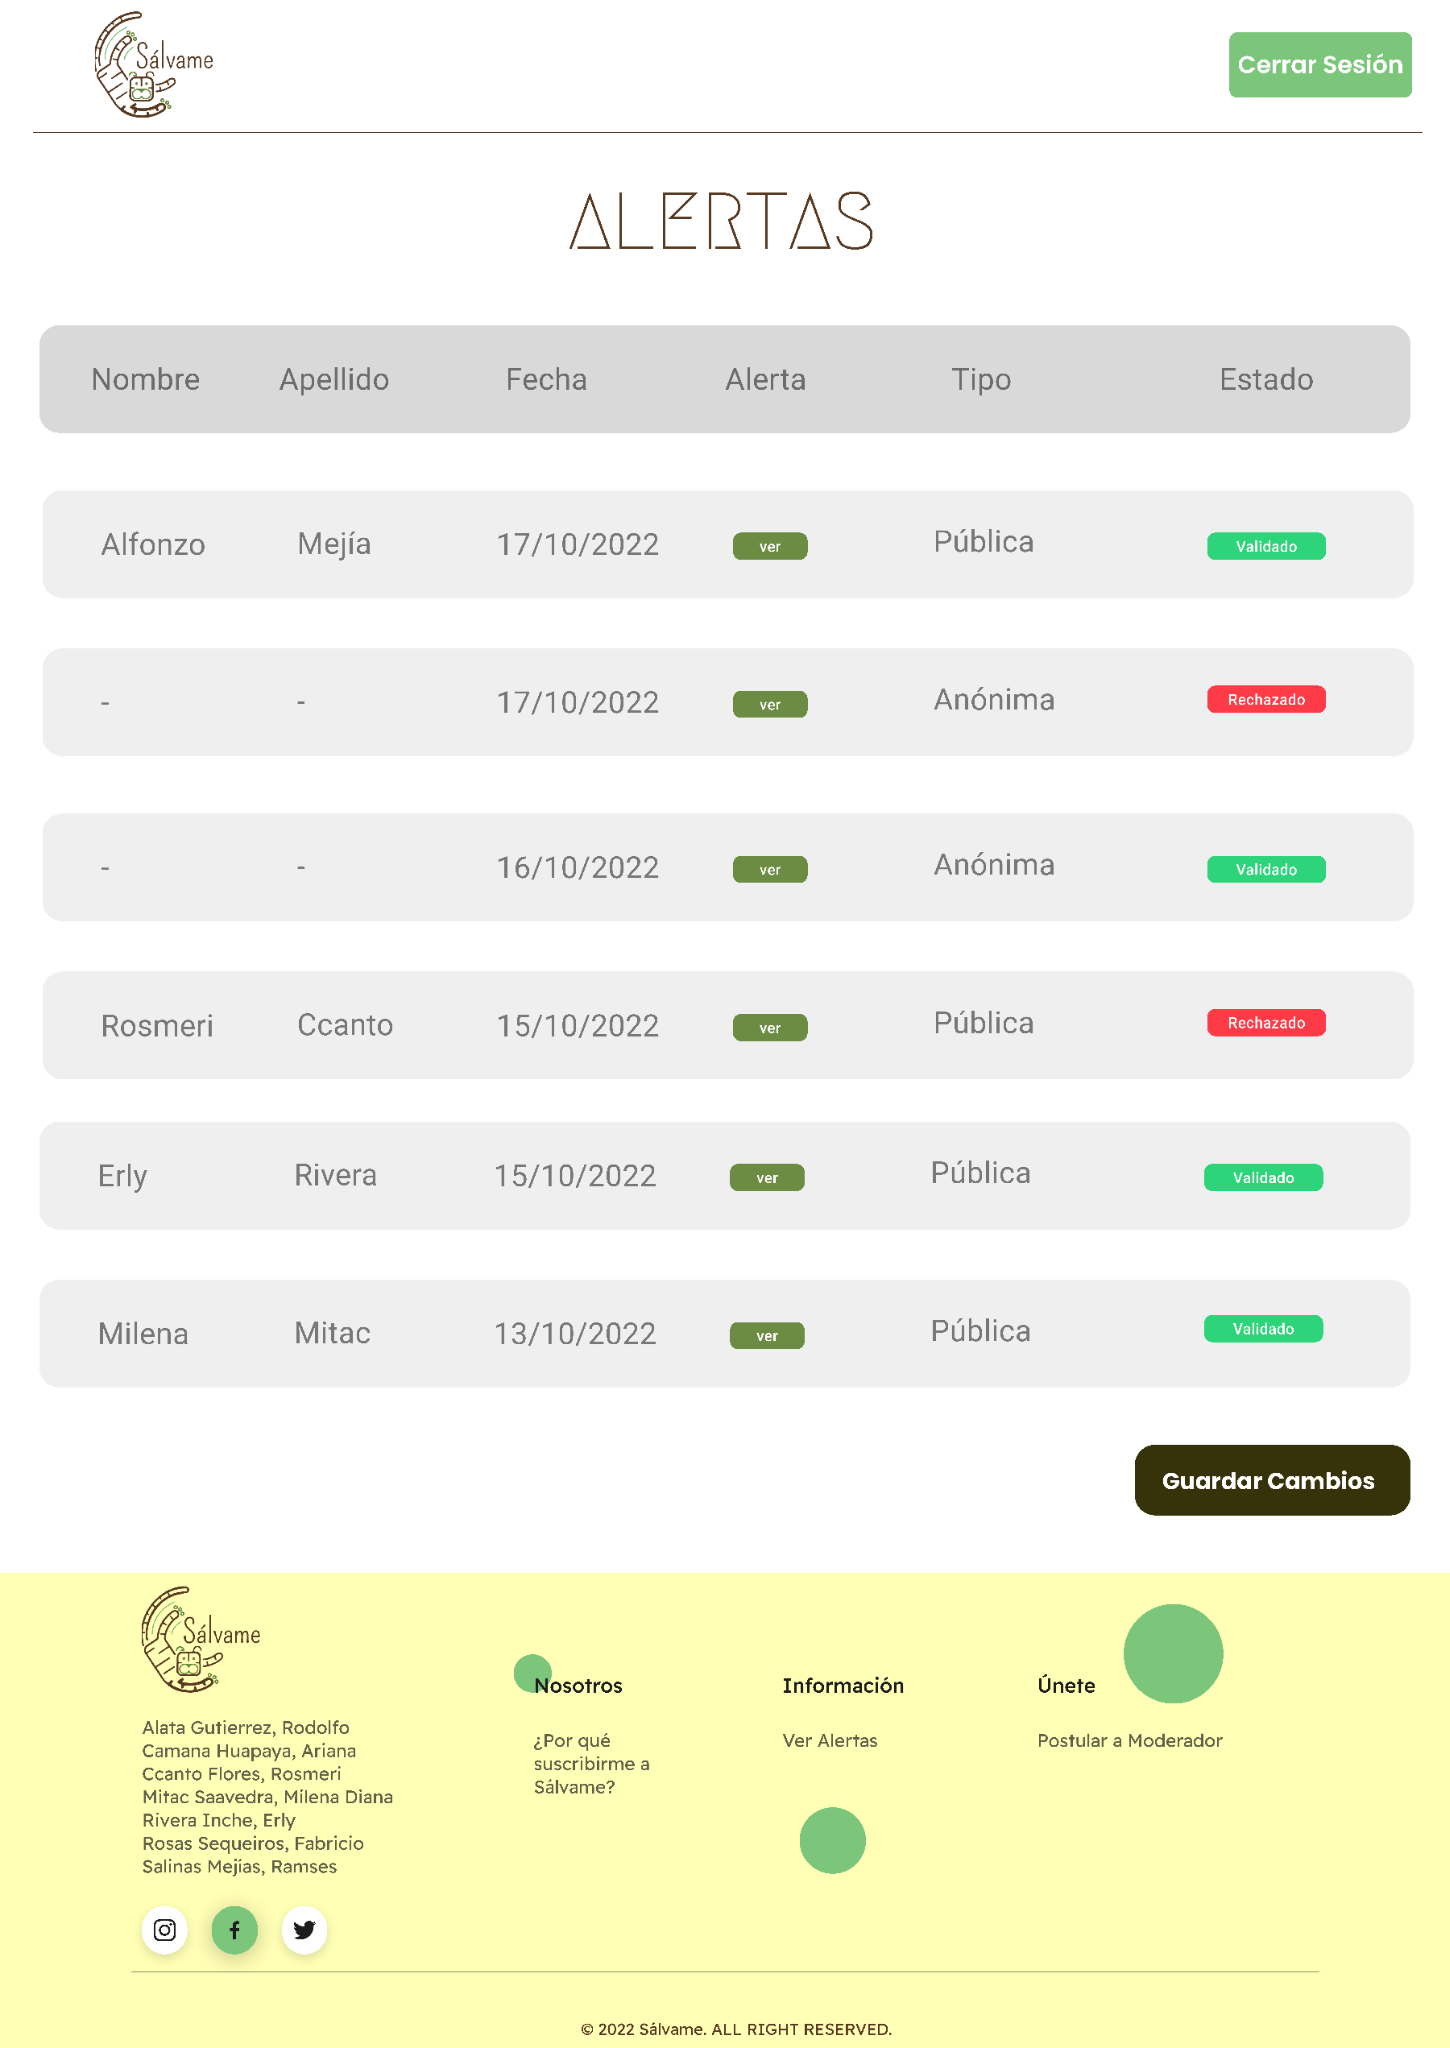 Sálvame
Cerrar Sesión
ALERTAS
Nombre Apellido Fecha Alerta Tipo Estado
Alfonzo Mejía 17/10/2022 ver Pública Validado
- - 17/10/2022 ver Anónima Rechazado
- - 16/10/2022 ver Anónima Validado
Rosmeri Ccanto 15/10/2022 ver Pública Rechazado
Erly Rivera 15/10/2022 ver Pública Validado
Milena Mitac 13/10/2022 ver Pública Validado
Guardar Cambios
Sálvame
Alata Gutierrez, Rodolfo
Camana Huapaya, Ariana
Ccanto Flores, Rosmeri
Mitac Saavedra, Milena Diana
Rivera Inche, Erly
Rosas Sequeiros, Fabricio
Salinas Mejías, Ramses
Nosotros
¿Por qué
suscribirme a
Sálvame?
Información
Ver Alertas
Únete
Postular a Moderador
© 2022 Sálvame. ALL RIGHT RESERVED.